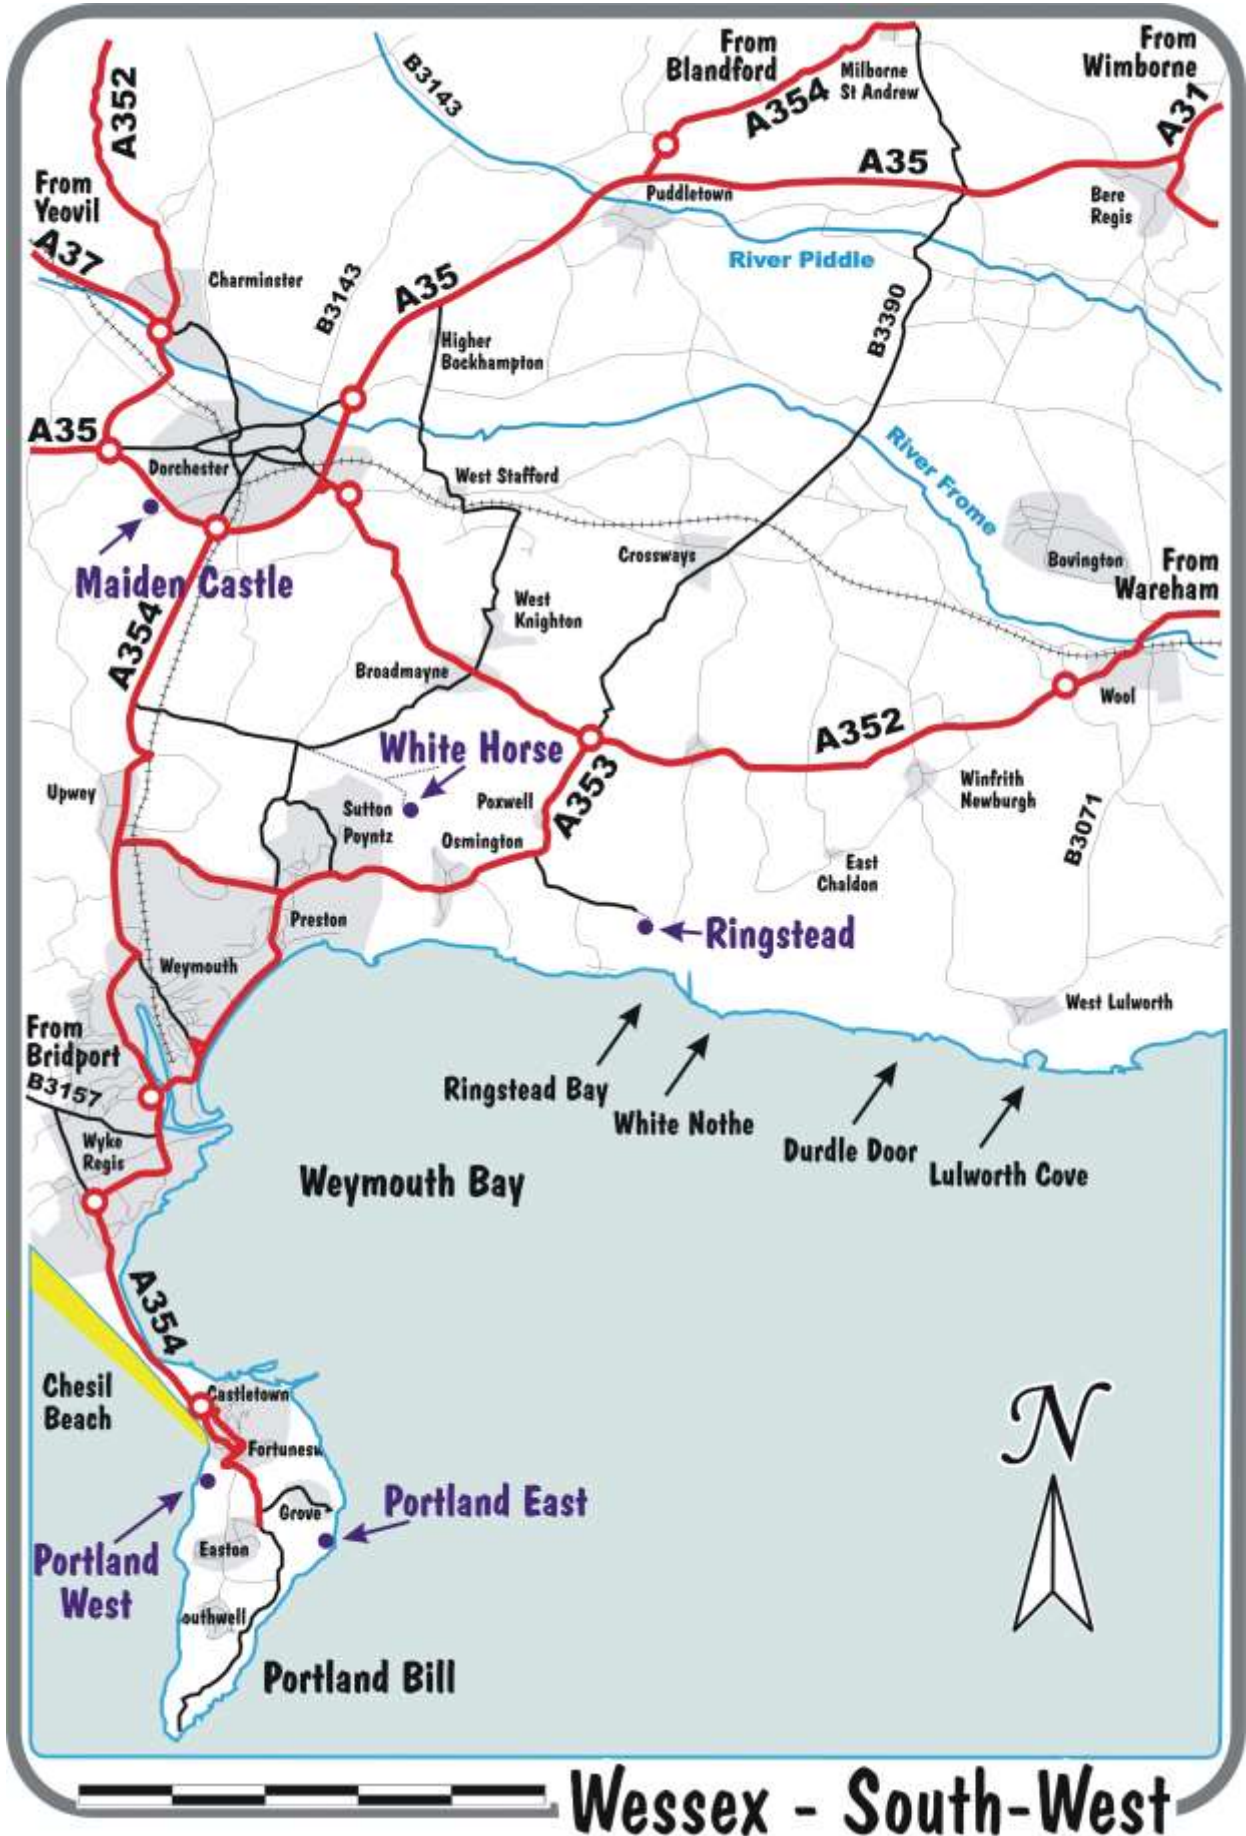 From
Blandford
From
Wimborne
A352
B3143
Milborne
St Andrew
A354
A31
A35
From
Yeovil
A37
Puddletown
Bere
Regis
River Piddle
Charminster
B3143
A35
B3390
Higher
Bockhampton
A35
Dorchester
West Stafford
River Frome
Crossways
Bovington
From
Wareham
Maiden Castle
West
Knighton
A354
Broadmayne
Wool
A352
White Horse
A353
Upwey
Sutton
Poyntz
Poxwell
Osmington
Winfrith
Newburgh
B3071
East
Chaldon
Preston
Ringstead
Weymouth
West Lulworth
From
Bridport
B3157
Ringstead Bay
White Nothe
Durdle Door
Lulworth Cove
Wyke
Regis
Weymouth Bay
A354
Chesil
Beach
Castletown
N
Fortunesw
Portland East
Grove
Portland
West
Easton
outhwell
Portland Bill
Wessex - South-West